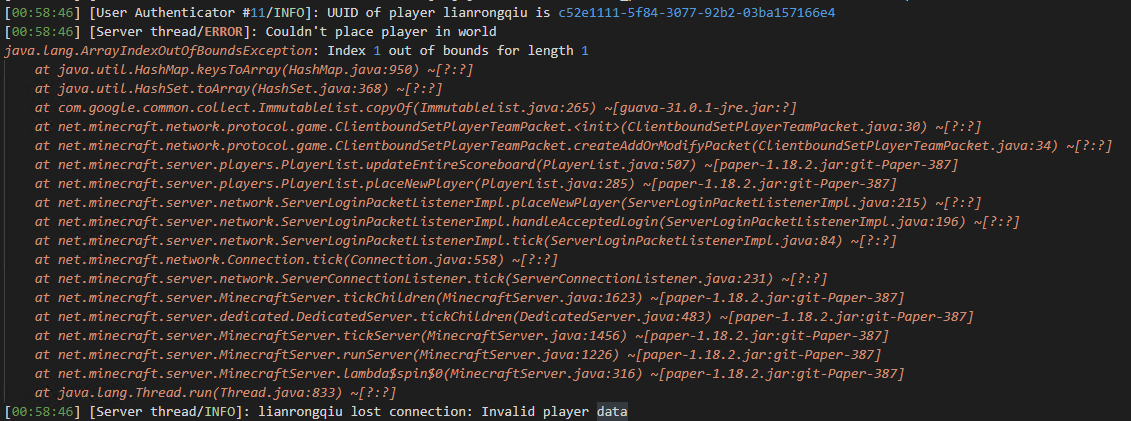 [00:58:46] [User Authenticator #11/INFO]: UUID of player lianrongqiu is c52e1111-5f84-3077-92b2-03ba157166e4
[00:58:46] [Server thread/ERROR]: Couldn't place player in world
java.lang.ArrayIndexOutOfBoundsException: Index 1 out of bounds for length 1
at java.util.HashMap.keysToArray(HashMap.java:950) ~[?:?]
at java.util.HashSet.toArray(HashSet.java:368) ~[?:?]
at com.google.common.collect.ImmutableList.copyOf(ImmutableList.java:265) ~[guava-31.0.1-jre.jar:?]
at net.minecraft.network.protocol.game.ClientboundSetPlayerTeamPacket.<init>(ClientboundSetPlayerTeamPacket.java:30) ~[?:?]
at net.minecraft.network.protocol.game.ClientboundSetPlayerTeamPacket.createAddOrModifyPacket(ClientboundSetPlayerTeamPacket.java:34) ~[?:?]
at net.minecraft.server.players.PlayerList.updateEntireScoreboard(PlayerList.java:507) ~[paper-1.18.2.jar:git-Paper-387]
at net.minecraft.server.players.PlayerList.placeNewPlayer(PlayerList.java:285) ~[paper-1.18.2.jar:git-Paper-387]
at net.minecraft.server.network.ServerLoginPacketListenerImpl.placeNewPlayer(ServerLoginPacketListenerImpl.java:215) ~[?:?]
at net.minecraft.server.network.ServerLoginPacketListenerImpl.handleAcceptedLogin(ServerLoginPacketListenerImpl.java:196) ~[?:?]
at net.minecraft.server.network.ServerLoginPacketListenerImpl.tick(ServerLoginPacketListenerImpl.java:84) ~[?:?]
at net.minecraft.network.Connection.tick(Connection.java:558) ~[?:?]
at net.minecraft.server.network.ServerConnectionListener.tick(ServerConnectionListener.java:231) ~[?:?]
at net.minecraft.server.MinecraftServer.tickChildren(MinecraftServer.java:1623) ~[paper-1.18.2.jar:git-Paper-387]
at net.minecraft.server.dedicated.DedicatedServer.tickChildren(DedicatedServer.java:483) ~[paper-1.18.2.jar:git-Paper-387]
at net.minecraft.server.MinecraftServer.tickServer(MinecraftServer.java:1456) ~[paper-1.18.2.jar:git-Paper-387]
at net.minecraft.server.MinecraftServer.runServer(MinecraftServer.java:1226) ~[paper-1.18.2.jar:git-Paper-387]
at net.minecraft.server.MinecraftServer.lambda$spin$0(MinecraftServer.java:316) ~[paper-1.18.2.jar:git-Paper-387]
at java.lang.Thread.run(Thread.java:833) ~[?:?]
[00:58:46] [Server thread/INFO]: lianrongqiu lost connection: Invalid player data